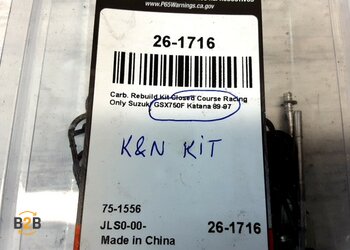 www.P65Warnings.ca.gov
26-1716
Carb. Rebuild Kit Closed Course Racing
Only Suzuki GSX750F Katana 89-97
K&N KIT
75-1556
JLS0-00-
26-1716
Made in China
B2B